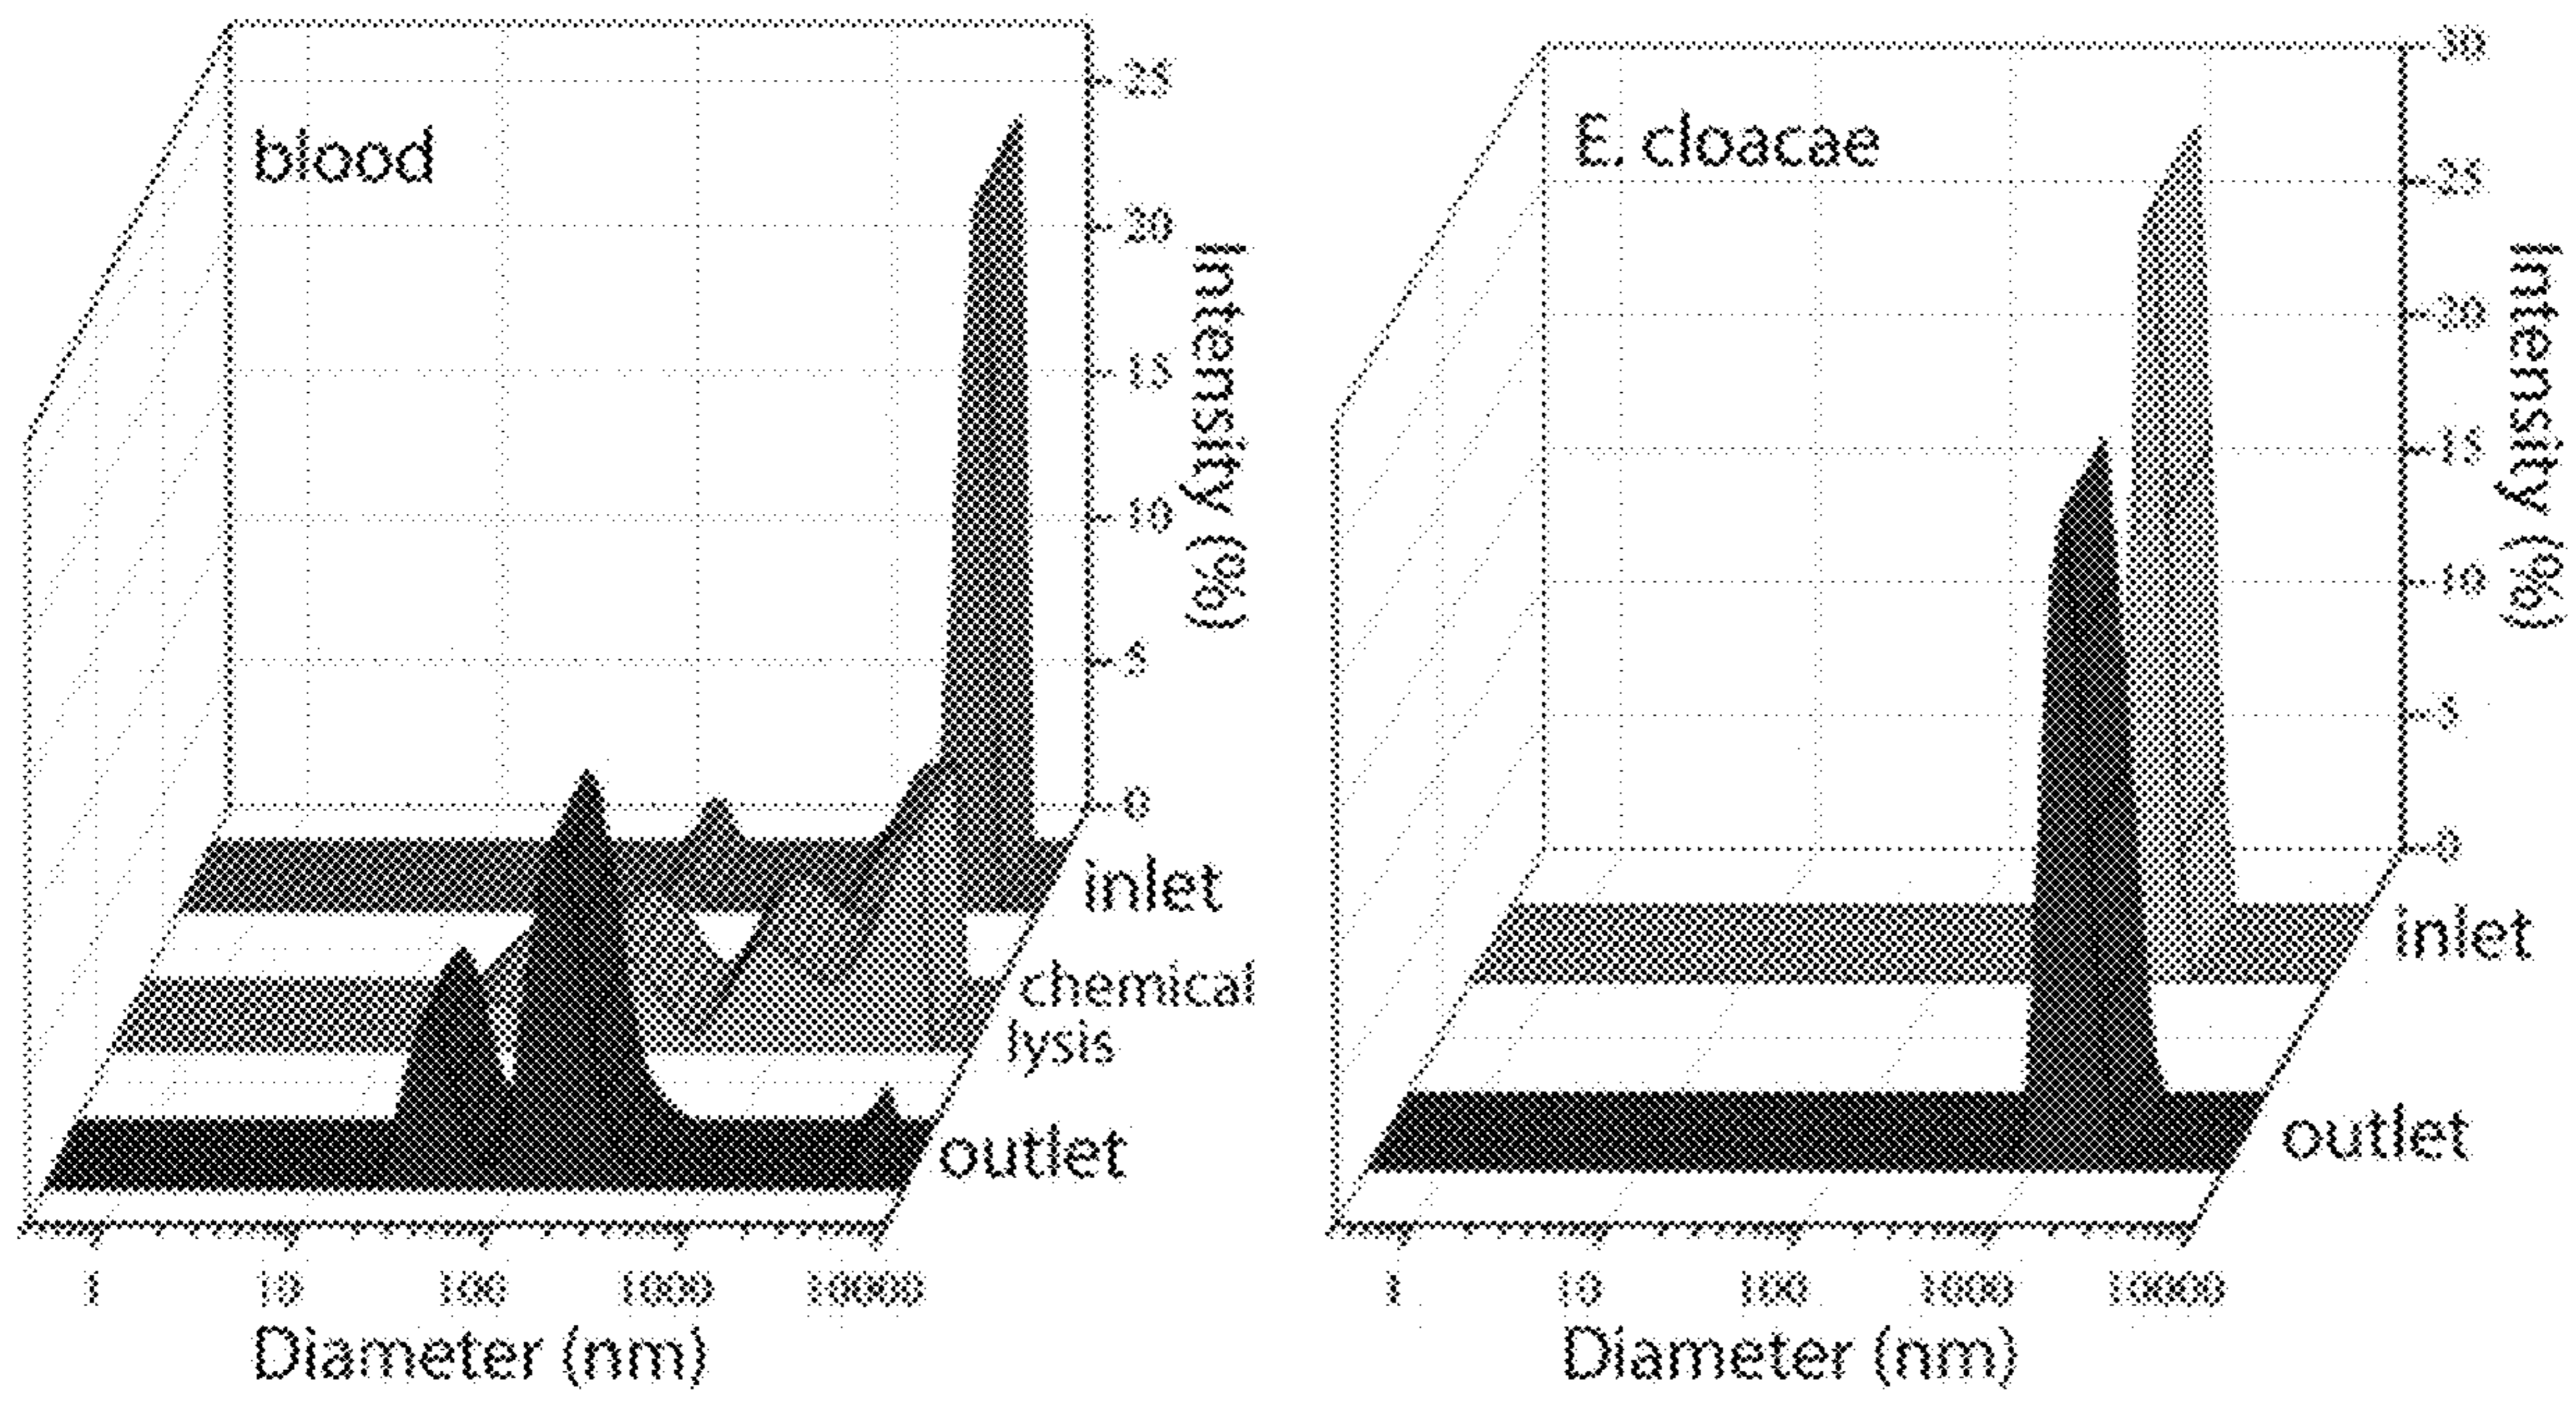 blood
25
20
15
10
5
0
Intensity (%)
inlet
chemical
lysis
outlet
1 10 100 1000 10000
Diameter (nm)
E. cloacae
30
25
20
15
10
5
0
Intensity (%)
inlet
outlet
1 10 100 1000 10000
Diameter (nm)